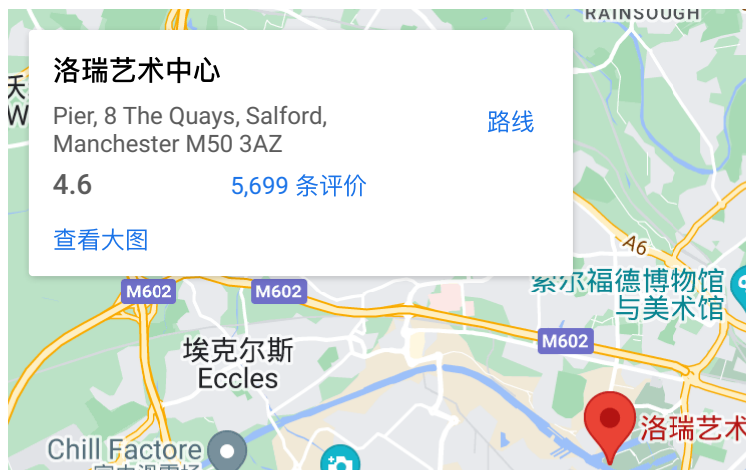 RAINSOUGH
洛瑞艺术中心
Pier, 8 The Quays, Salford,
Manchester M50 3AZ
路线
4.6
5,699 条评价
查看大图
沃
W
A6
索尔福德博物馆
与美术馆
M602
M602
M602
埃克尔斯
Eccles
洛瑞艺术
Chill Factore